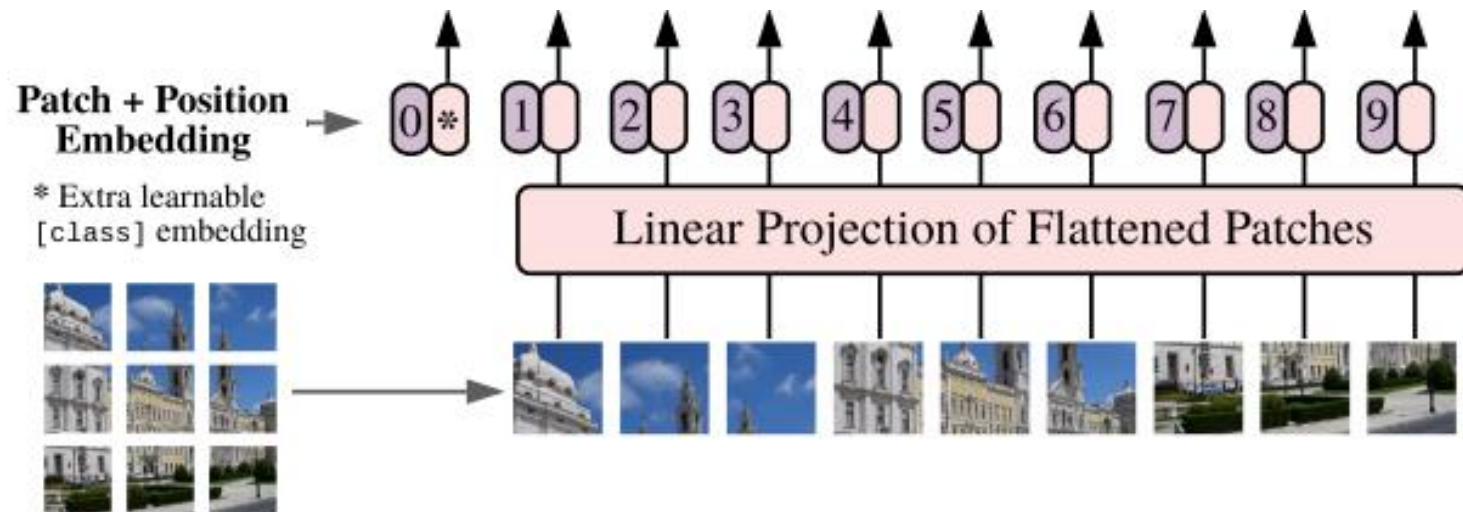 Patch + Position
Embedding
0 * 1 2 3 4 5 6 7 8 9
* Extra learnable
[class] embedding
Linear Projection of Flattened Patches